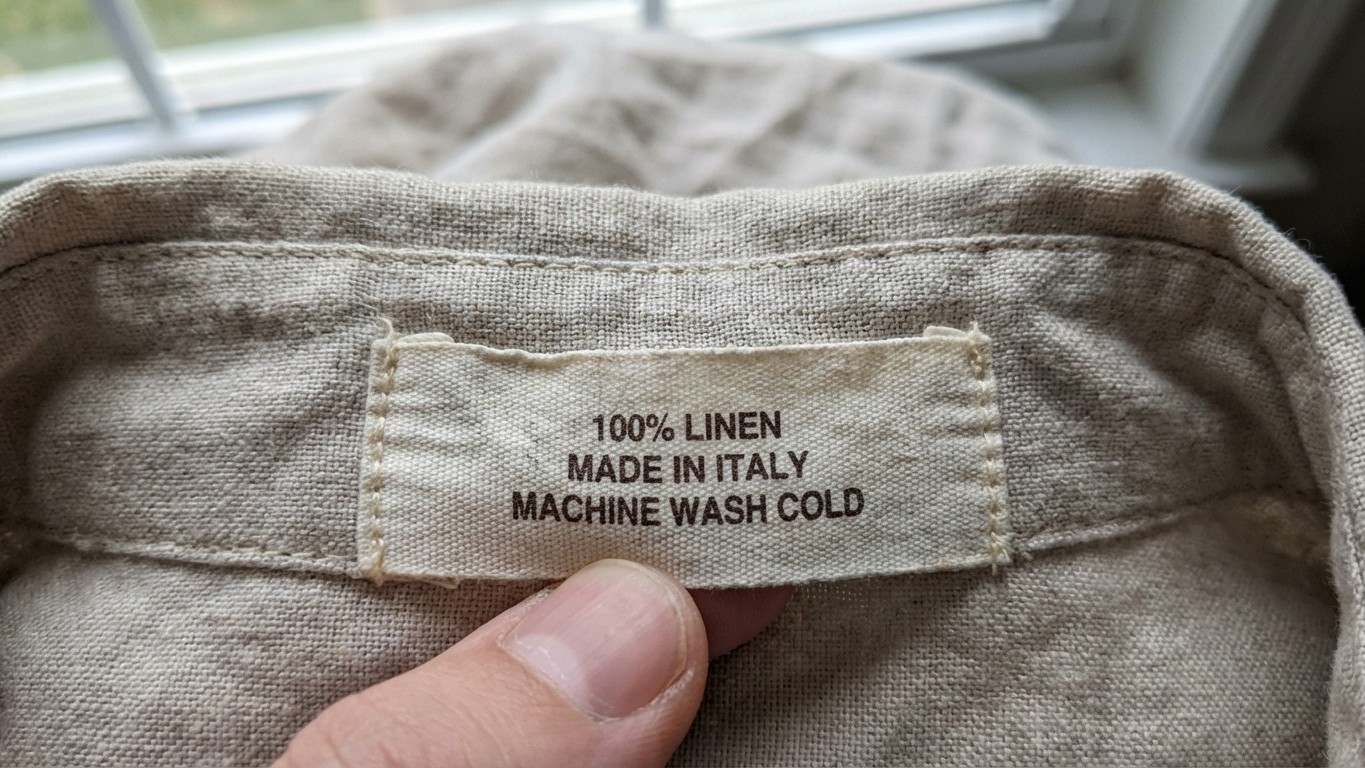 100% LINEN
MADE IN ITALY
MACHINE WASH COLD